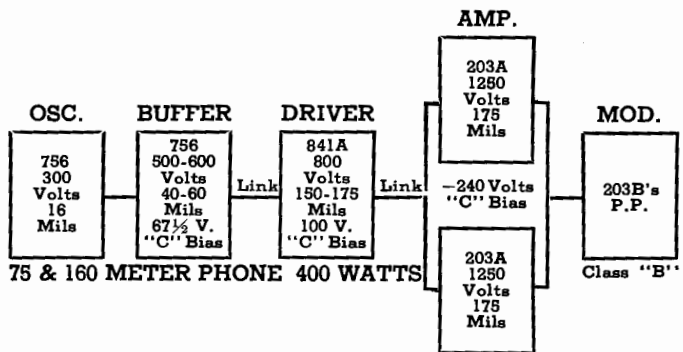 AMP.
203A
1250
Volts
175
Mils
OSC.
BUFFER
DRIVER
MOD.
756
300
Volts
16
Mils
756
500-600
Volts
40-60
Mils
67½ V.
"C" Bias
Link
841A
800
Volts
150-175
Mils
100 V.
"C" Bias
Link
−240 Volts
"C" Bias
203B's
P.P.
Class "B"
75 & 160 METER PHONE 400 WATTS
203A
1250
Volts
175
Mils